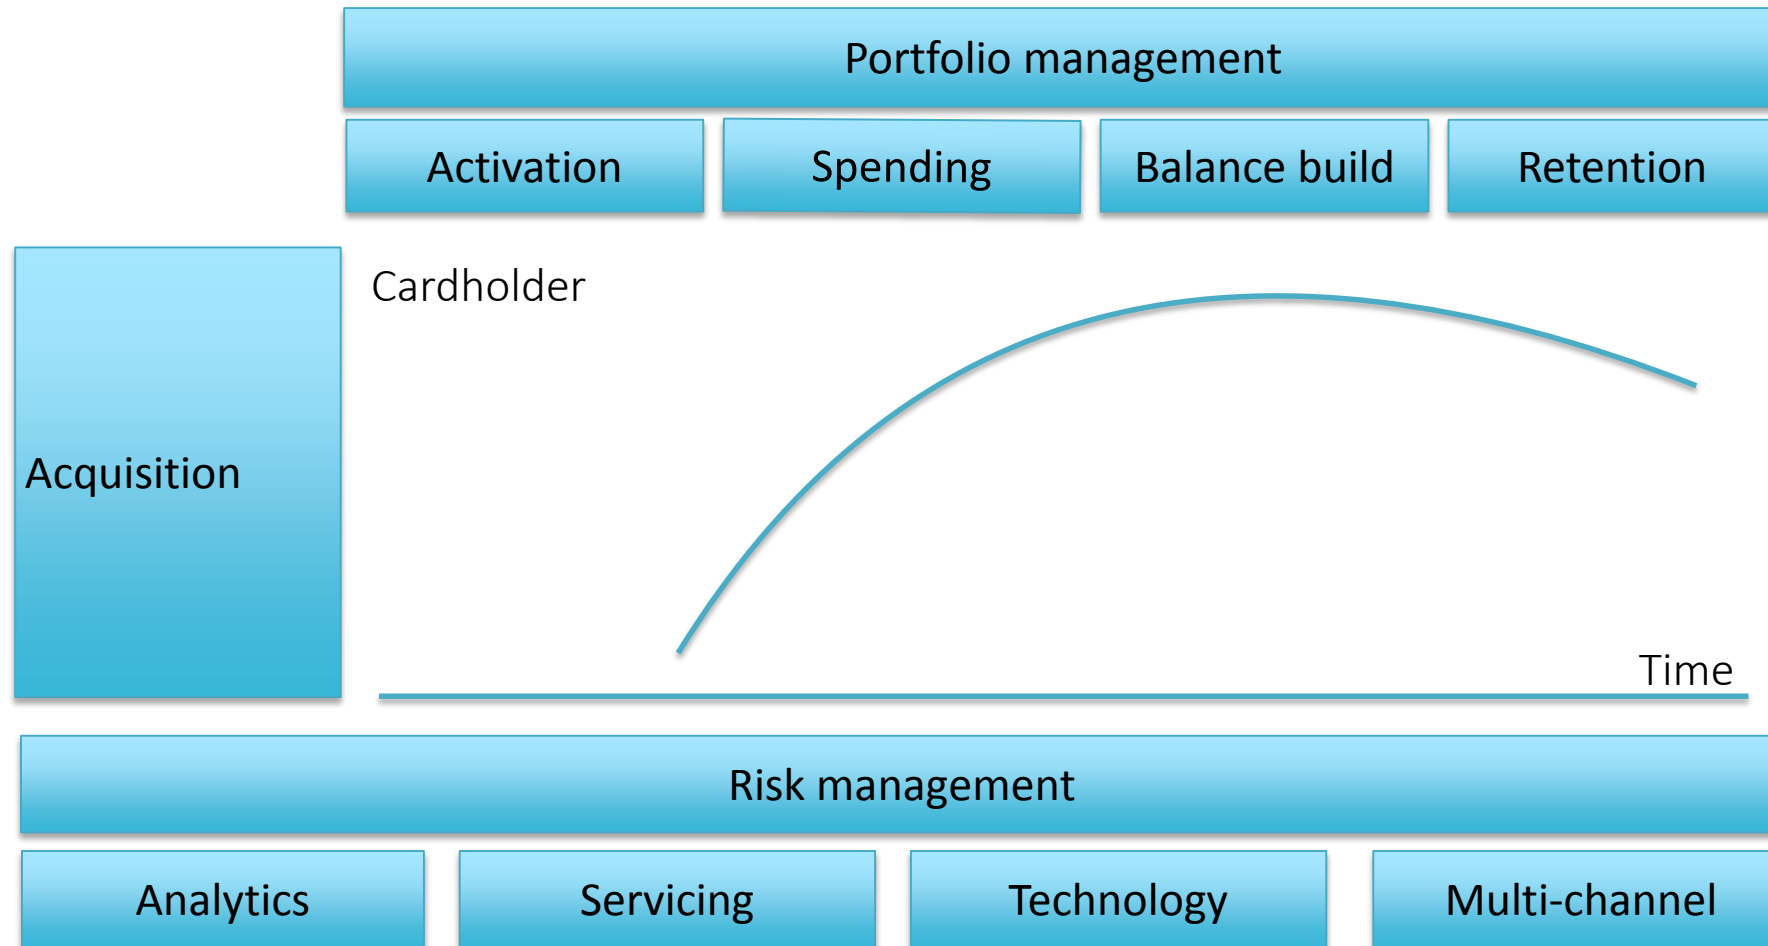 Portfolio management
Activation
Spending
Balance build
Retention
Cardholder
Acquisition
Time
Risk management
Analytics
Servicing
Technology
Multi-channel